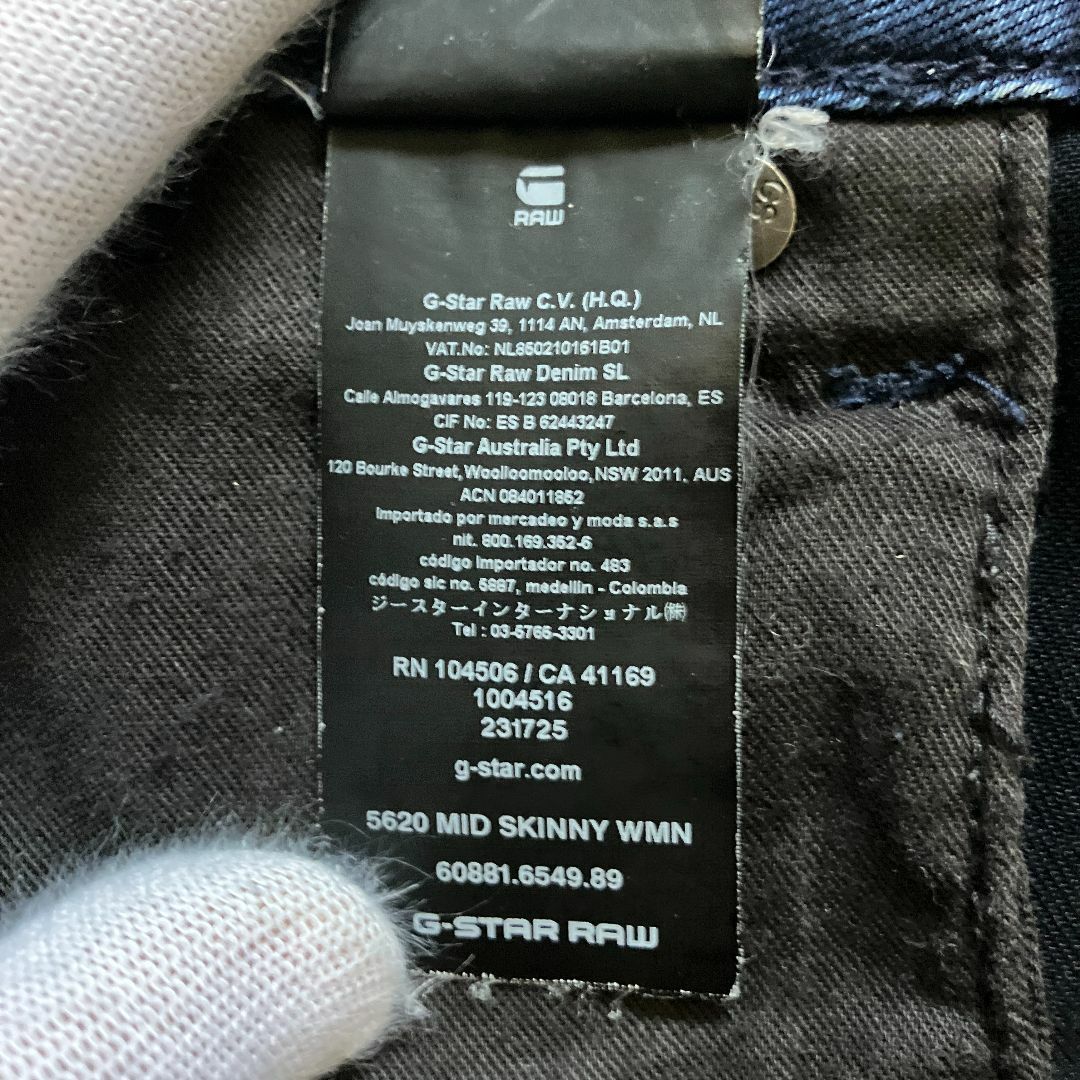 G
RAW
G-Star Raw C.V. (H.Q.)
Joan Muyskenweg 39, 1114 AN, Amsterdam, NL
VAT.No: NL850210161B01
G-Star Raw Denim SL
Calle Almogavares 119-123 08018 Barcelona, ES
CIF No: ES B 62443247
G-Star Australia Pty Ltd
120 Bourke Street, Woolloomooloo, NSW 2011, AUS
ACN 084011852
Importado por mercadeo y moda s.a.s
nit. 800.169.352-6
código importador no. 483
código sic no. 5887, medellin - Colombia
ジースターインターナショナル㈱
Tel : 03-5765-3301
RN 104506 / CA 41169
1004516
231725
g-star.com
5620 MID SKINNY WMN
60881.6549.89
G-STAR RAW